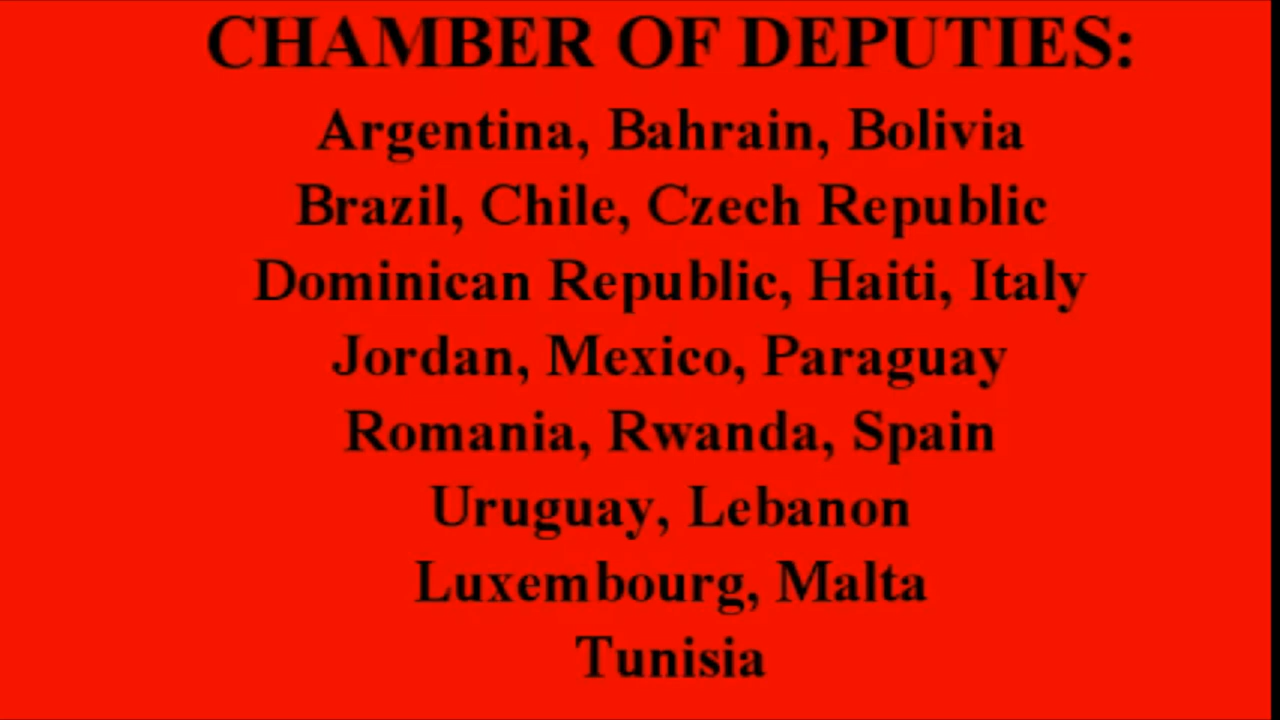 CHAMBER OF DEPUTIES:
Argentina, Bahrain, Bolivia
Brazil, Chile, Czech Republic
Dominican Republic, Haiti, Italy
Jordan, Mexico, Paraguay
Romania, Rwanda, Spain
Uruguay, Lebanon
Luxembourg, Malta
Tunisia